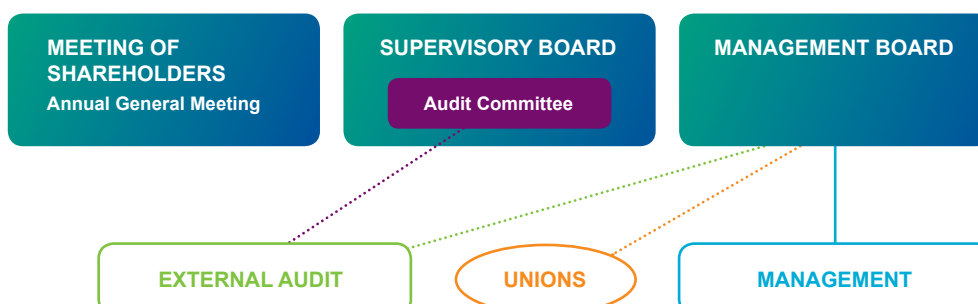 MEETING OF
SHAREHOLDERS
Annual General Meeting
SUPERVISORY BOARD
Audit Committee
MANAGEMENT BOARD
EXTERNAL AUDIT
UNIONS
MANAGEMENT